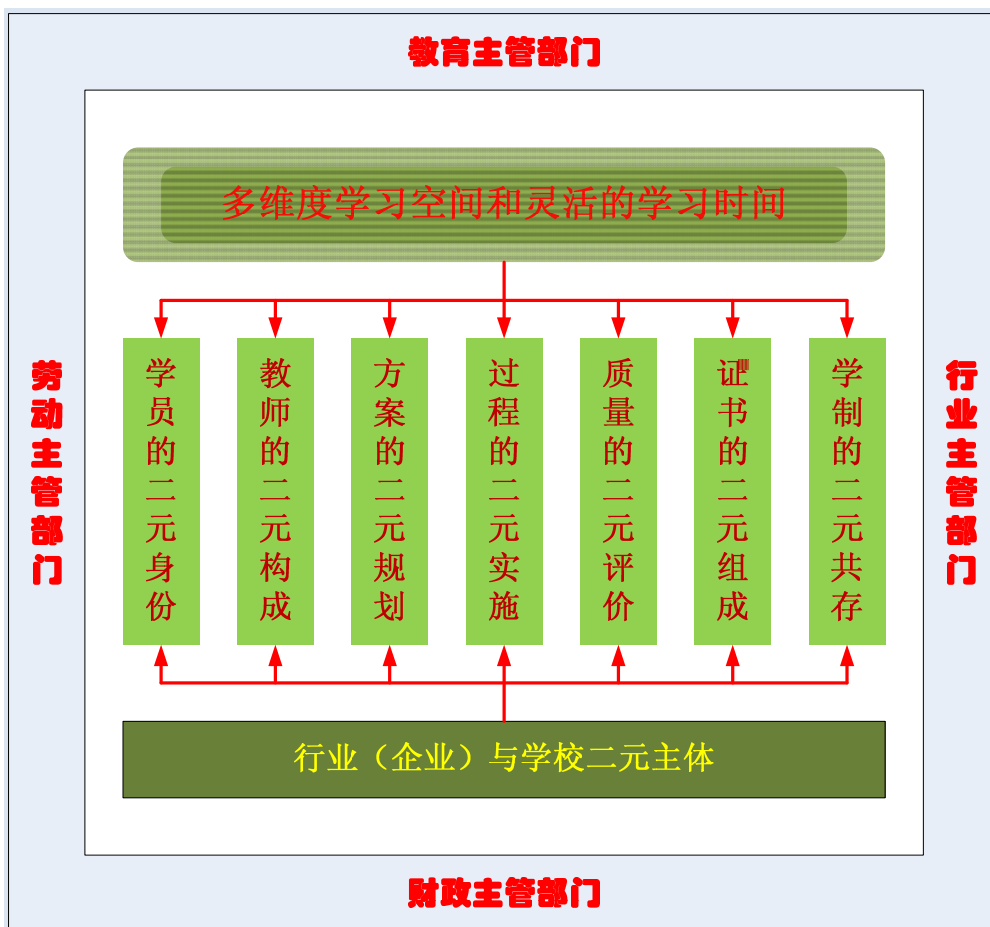 教育主管部门
多维度学习空间和灵活的学习时间
劳动主管部门
学员的二元身份
教师的二元构成
方案的二元规划
过程的二元实施
质量的二元评价
证书的二元组成
学制的二元共存
行业主管部门
行业（企业）与学校二元主体
财政主管部门